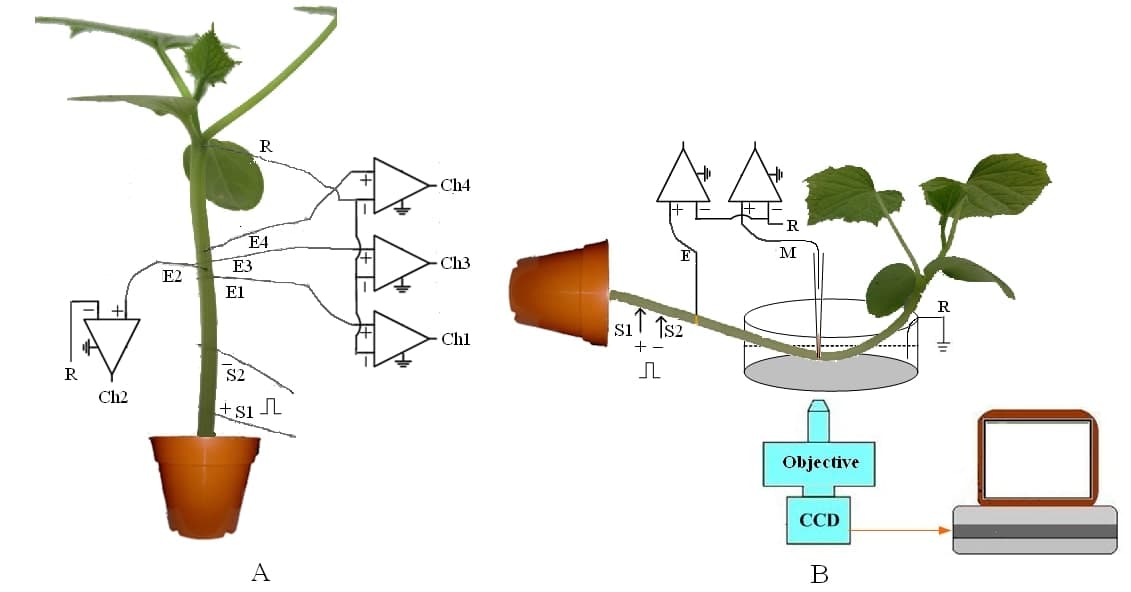 R
+
-
Ch4
E4
E3
+
-
Ch3
E2
E1
- +
+
-
Ch1
R
Ch2
- S2
+ S1
A
+ - + -
R
E
M
S1 S2
+ -
R
Objective
CCD
B